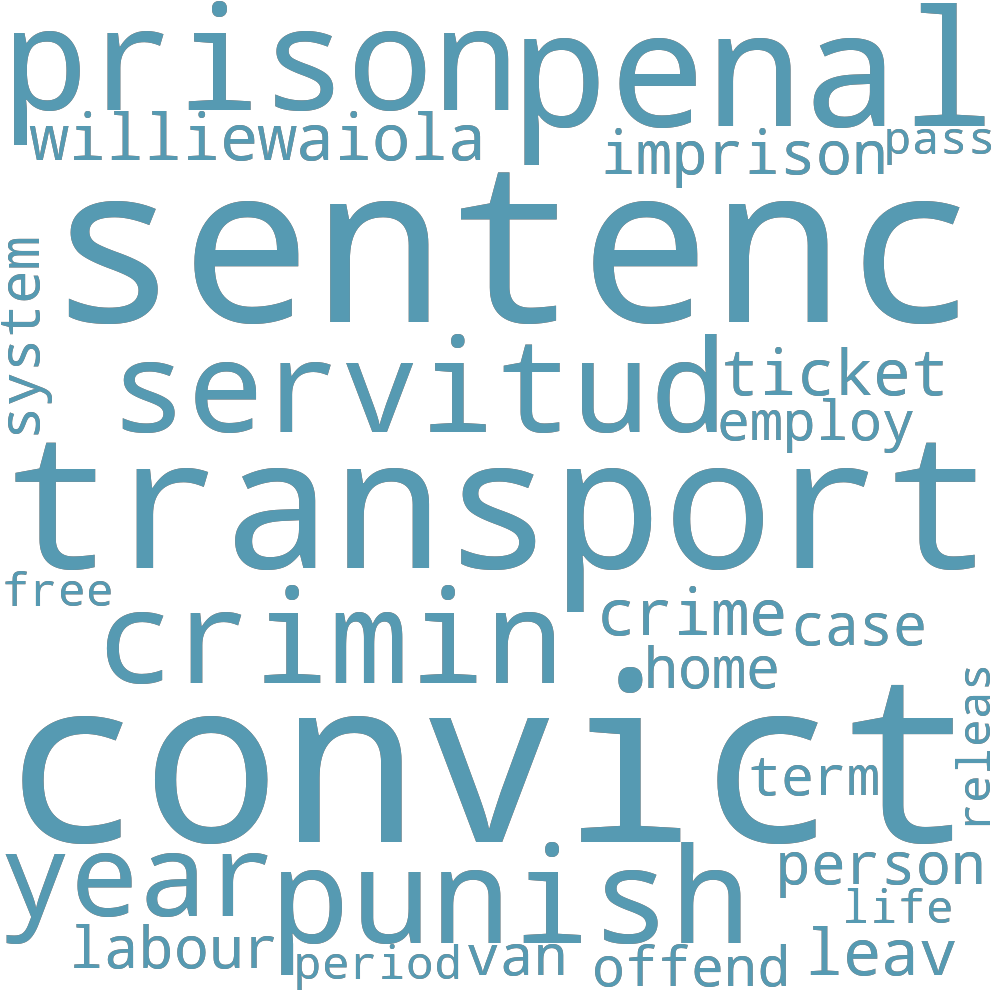 prison
penal
williewaiola
imprison
pass
sentenc
system
servitud
ticket
employ
transport
free
crimin
crime
case
home
convict
term
releas
year
punish
person
life
labour
period
van
offend
leav